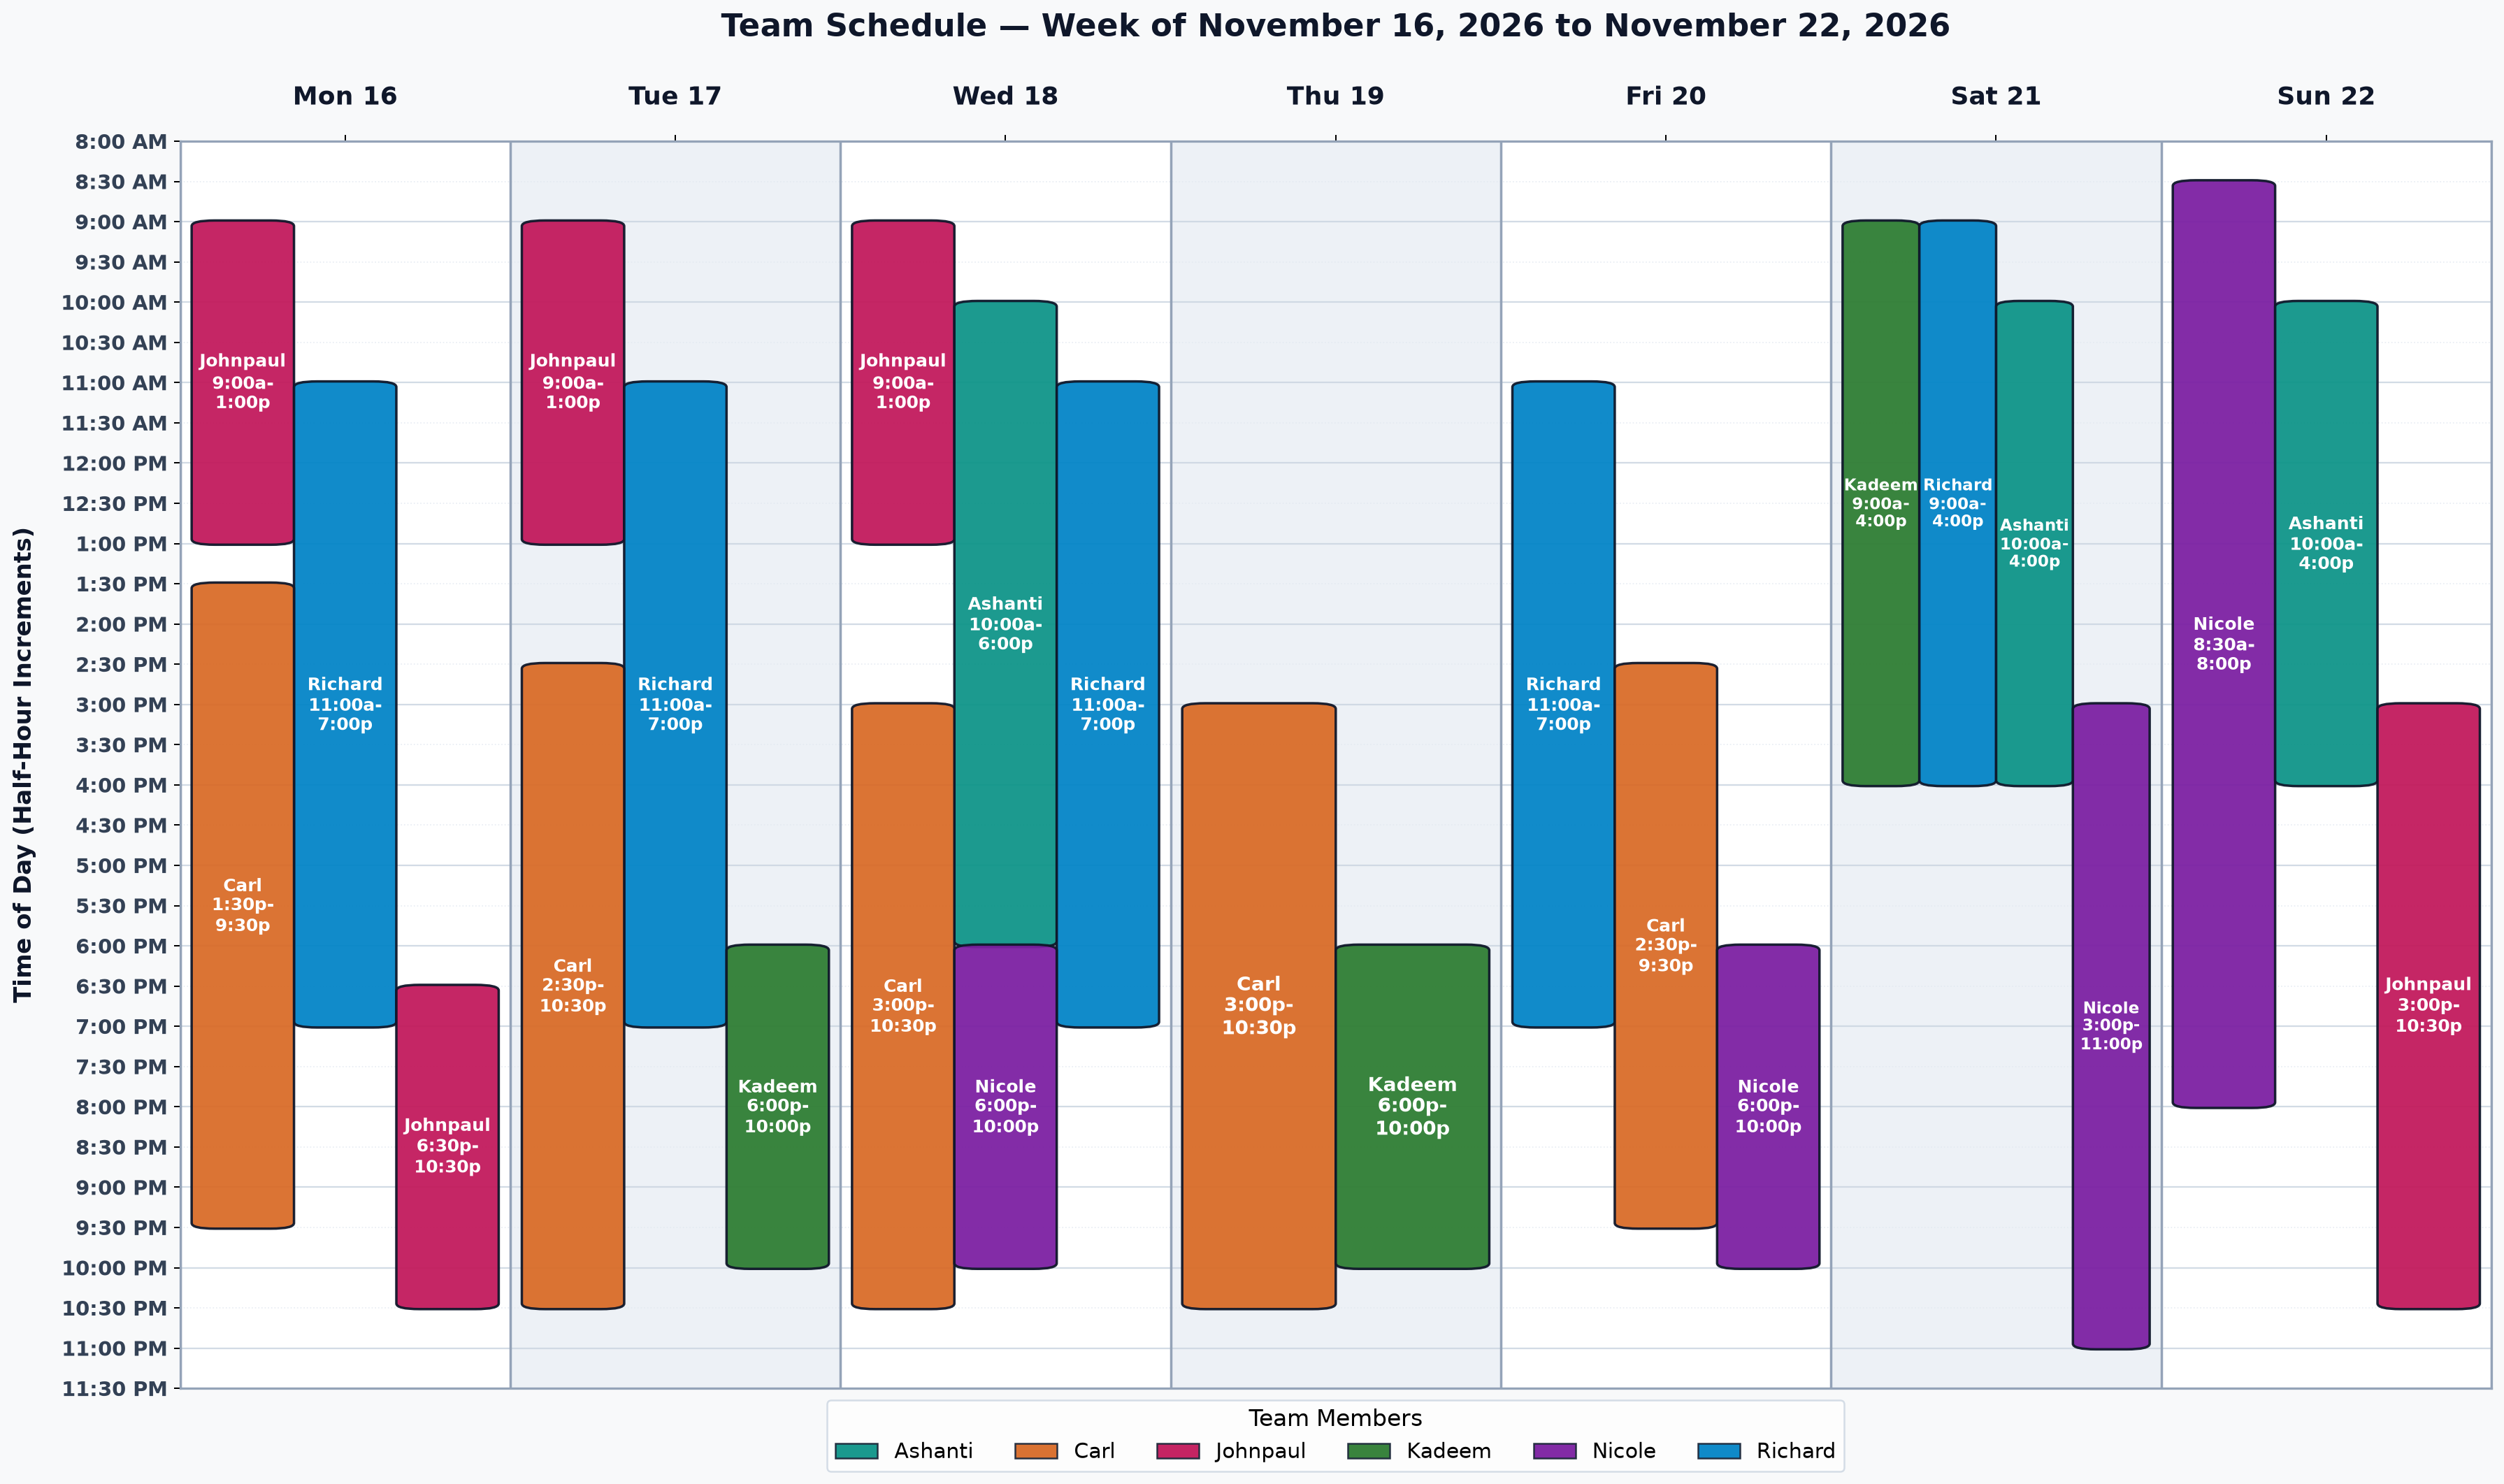 Team Schedule — Week of November 16, 2026 to November 22, 2026
Mon 16
Tue 17
Wed 18
Thu 19
Fri 20
Sat 21
Sun 22
Time of Day (Half-Hour Increments)
8:00 AM
8:30 AM
9:00 AM
9:30 AM
10:00 AM
10:30 AM
11:00 AM
11:30 AM
12:00 PM
12:30 PM
1:00 PM
1:30 PM
2:00 PM
2:30 PM
3:00 PM
3:30 PM
4:00 PM
4:30 PM
5:00 PM
5:30 PM
6:00 PM
6:30 PM
7:00 PM
7:30 PM
8:00 PM
8:30 PM
9:00 PM
9:30 PM
10:00 PM
10:30 PM
11:00 PM
11:30 PM
Johnpaul
9:00a-
1:00p
Carl
1:30p-
9:30p
Richard
11:00a-
7:00p
Johnpaul
6:30p-
10:30p
Johnpaul
9:00a-
1:00p
Carl
2:30p-
10:30p
Richard
11:00a-
7:00p
Kadeem
6:00p-
10:00p
Johnpaul
9:00a-
1:00p
Carl
3:00p-
10:30p
Ashanti
10:00a-
6:00p
Nicole
6:00p-
10:00p
Richard
11:00a-
7:00p
Carl
3:00p-
10:30p
Kadeem
6:00p-
10:00p
Richard
11:00a-
7:00p
Carl
2:30p-
9:30p
Nicole
6:00p-
10:00p
Kadeem
9:00a-
4:00p
Richard
9:00a-
4:00p
Ashanti
10:00a-
4:00p
Nicole
3:00p-
11:00p
Nicole
8:30a-
8:00p
Ashanti
10:00a-
4:00p
Johnpaul
3:00p-
10:30p
Team Members
Ashanti
Carl
Johnpaul
Kadeem
Nicole
Richard